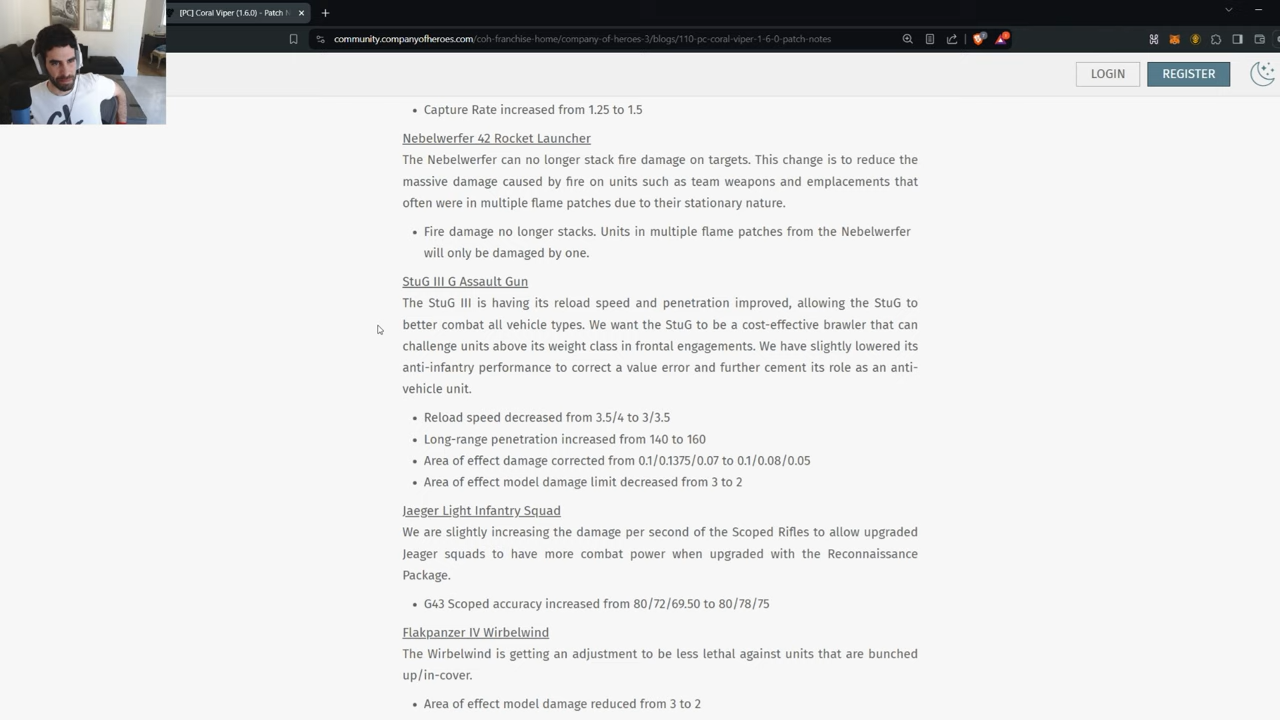 [PC] Coral Viper (1.6.0) - Patch N
community.companyofheroes.com/coh-franchise-home/company-of-heroes-3/blogs/110-pc-coral-viper-1-6-0-patch-notes
LOGIN
REGISTER
• Capture Rate increased from 1.25 to 1.5
Nebelwerfer 42 Rocket Launcher
The Nebelwerfer can no longer stack fire damage on targets. This change is to reduce the
massive damage caused by fire on units such as team weapons and emplacements that
often were in multiple flame patches due to their stationary nature.
• Fire damage no longer stacks. Units in multiple flame patches from the Nebelwerfer
will only be damaged by one.
StuG III G Assault Gun
The StuG III is having its reload speed and penetration improved, allowing the StuG to
better combat all vehicle types. We want the StuG to be a cost-effective brawler that can
challenge units above its weight class in frontal engagements. We have slightly lowered its
anti-infantry performance to correct a value error and further cement its role as an anti-
vehicle unit.
• Reload speed decreased from 3.5/4 to 3/3.5
• Long-range penetration increased from 140 to 160
• Area of effect damage corrected from 0.1/0.1375/0.07 to 0.1/0.08/0.05
• Area of effect model damage limit decreased from 3 to 2
Jaeger Light Infantry Squad
We are slightly increasing the damage per second of the Scoped Rifles to allow upgraded
Jeager squads to have more combat power when upgraded with the Reconnaissance
Package.
• G43 Scoped accuracy increased from 80/72/69.50 to 80/78/75
Flakpanzer IV Wirbelwind
The Wirbelwind is getting an adjustment to be less lethal against units that are bunched
up/in-cover.
• Area of effect model damage reduced from 3 to 2